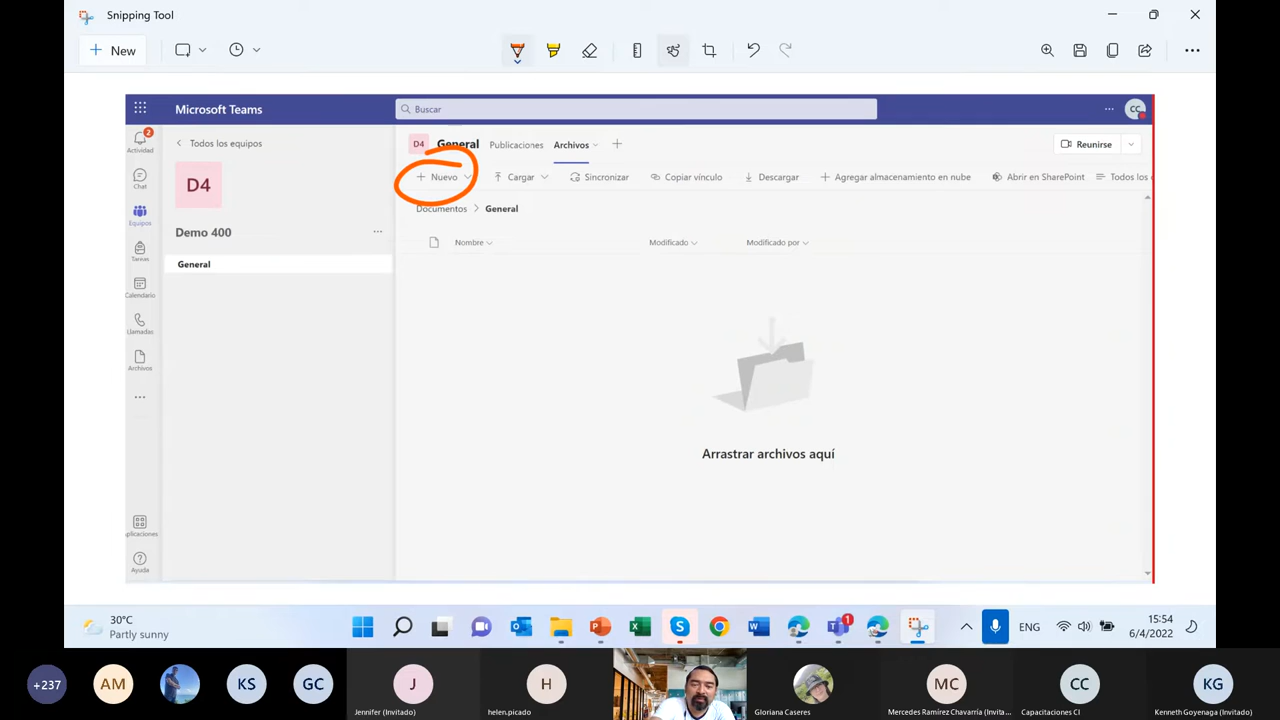 Snipping Tool
New
Microsoft Teams
Buscar
CC
2
Actividad
Chat
Equipos
Tareas
Calendario
Llamadas
Archivos
Aplicaciones
Ayuda
Todos los equipos
D4
Demo 400
General
D4
General
Publicaciones
Archivos
Reunirse
Nuevo
Cargar
Sincronizar
Copiar vínculo
Descargar
Agregar almacenamiento en nube
Abrir en SharePoint
Todos los
Documentos > General
Nombre
Modificado
Modificado por
Arrastrar archivos aquí
30°C
Partly sunny
1
ENG
15:54
6/4/2022
+237
AM
KS
GC
J
H
MC
CC
KG
Jennifer (Invitado)
helen.picado
Gloriana Caseres
Mercedes Ramírez Chavarría (Invita...
Capacitaciones CI
Kenneth Goyenaga (Invitado)